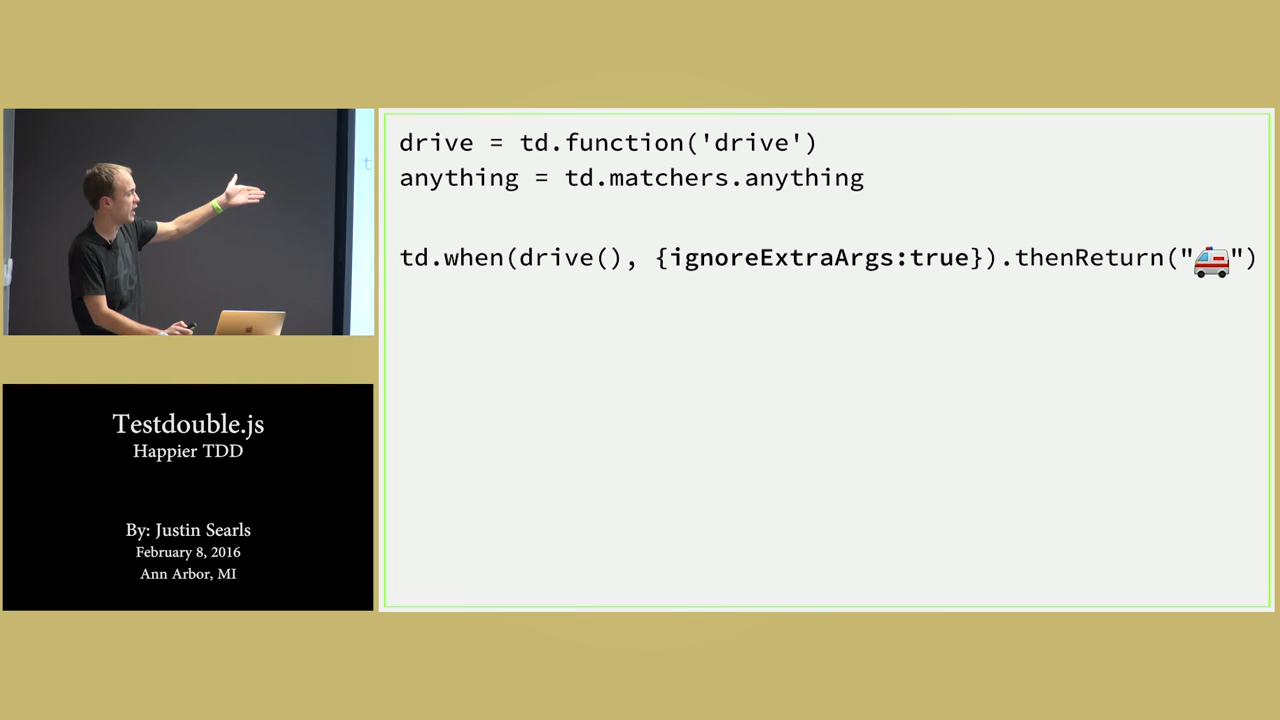 drive = td.function('drive')
anything = td.matchers.anything
td.when(drive(), {ignoreExtraArgs:true}).thenReturn("🚑")
t
Testdouble.js
Happier TDD
By: Justin Searls
February 8, 2016
Ann Arbor, MI